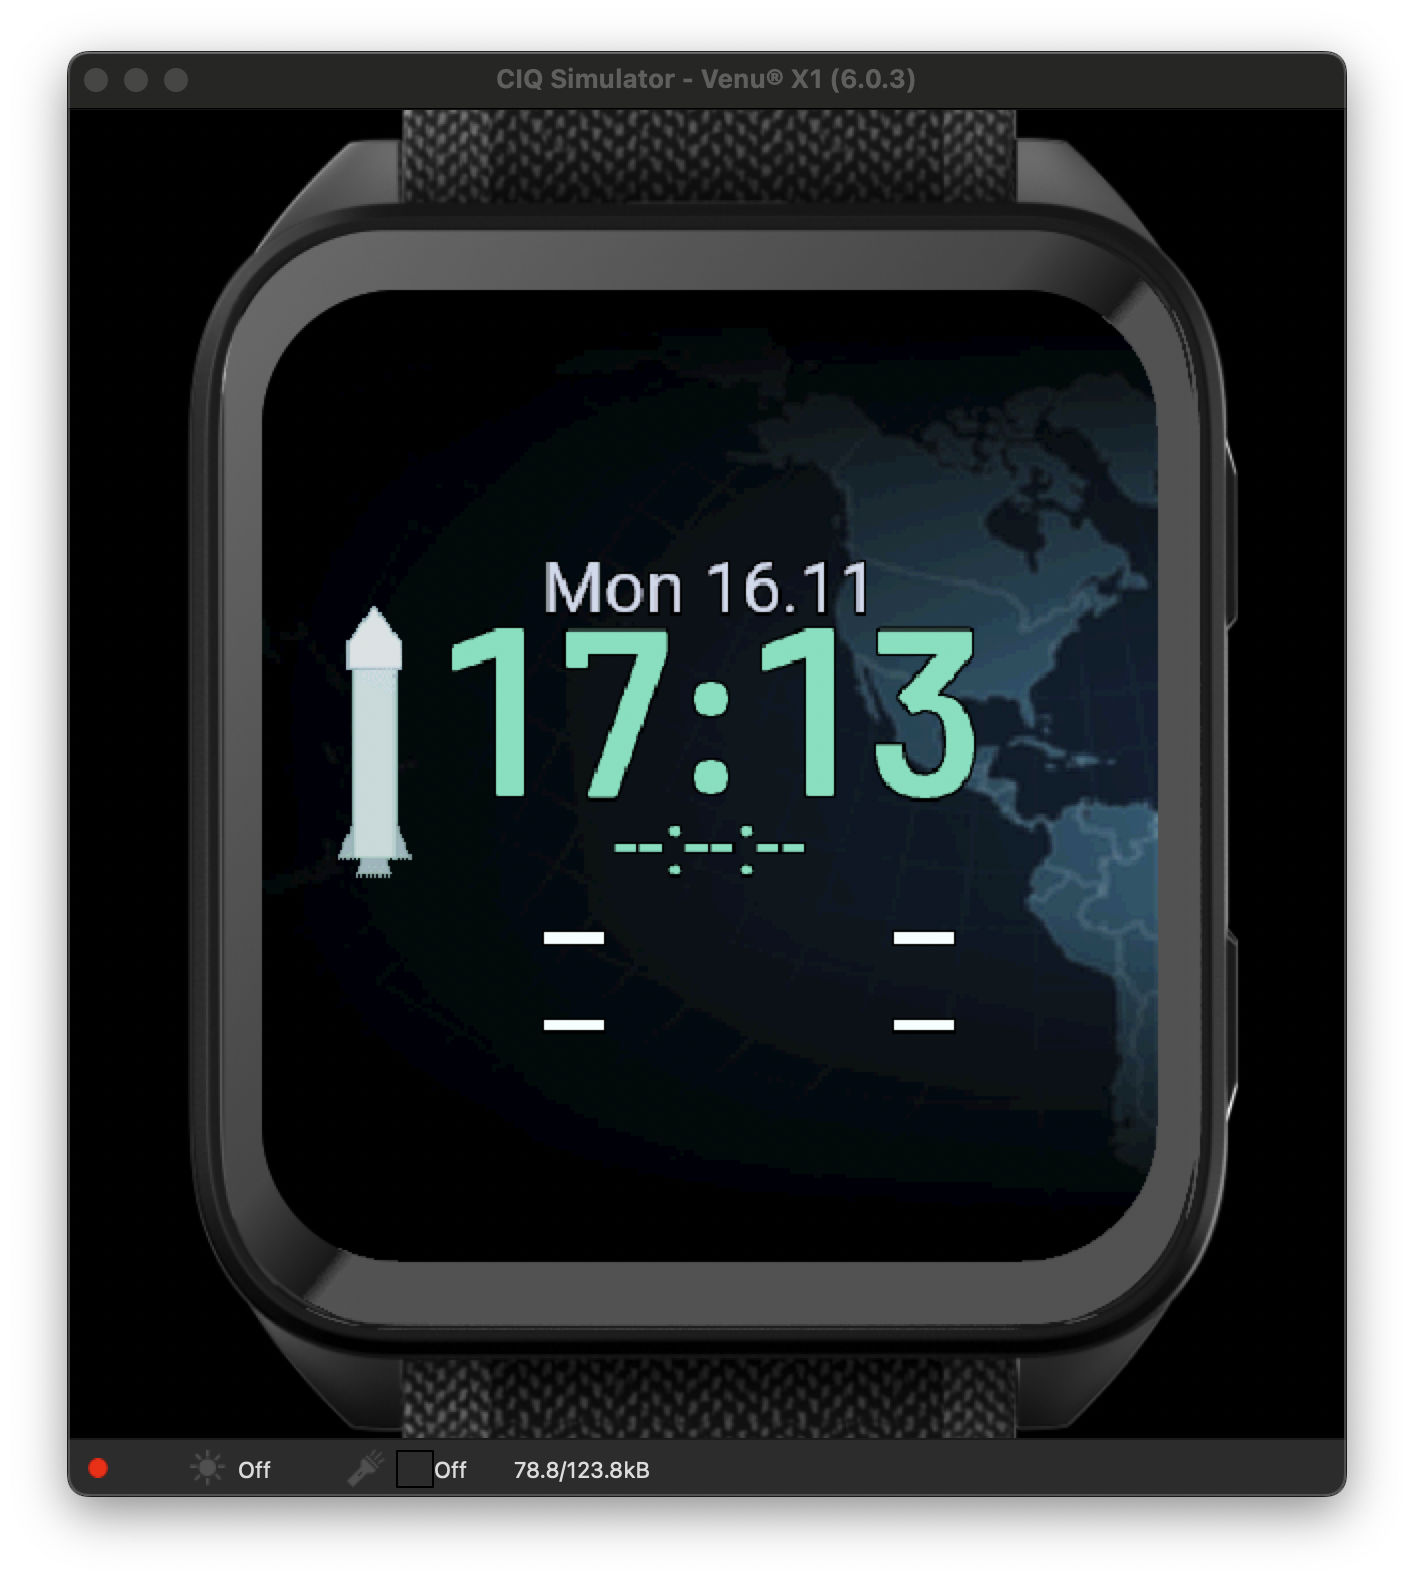 CIQ Simulator - Venu® X1 (6.0.3)
Mon 16.11
17:13
--:--:--
—   —
—   —
Off   Off   78.8/123.8kB